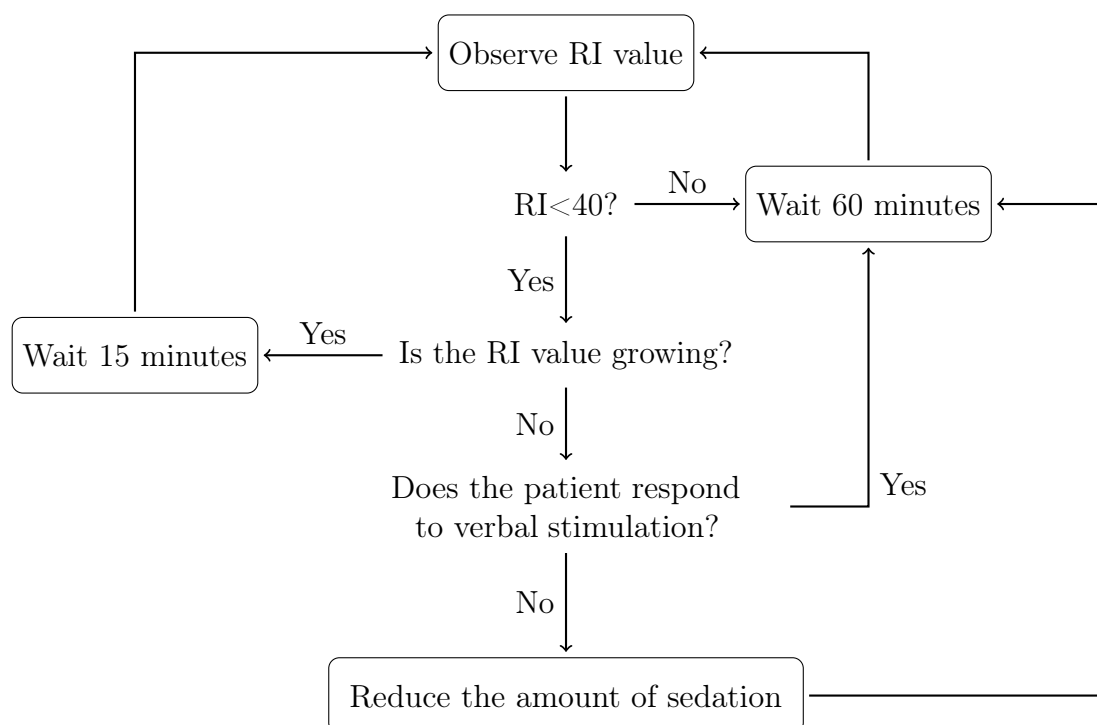 Observe RI value
RI<40?
No
Wait 60 minutes
Yes
Wait 15 minutes
Yes
Is the RI value growing?
No
Does the patient respond
to verbal stimulation?
Yes
No
Reduce the amount of sedation